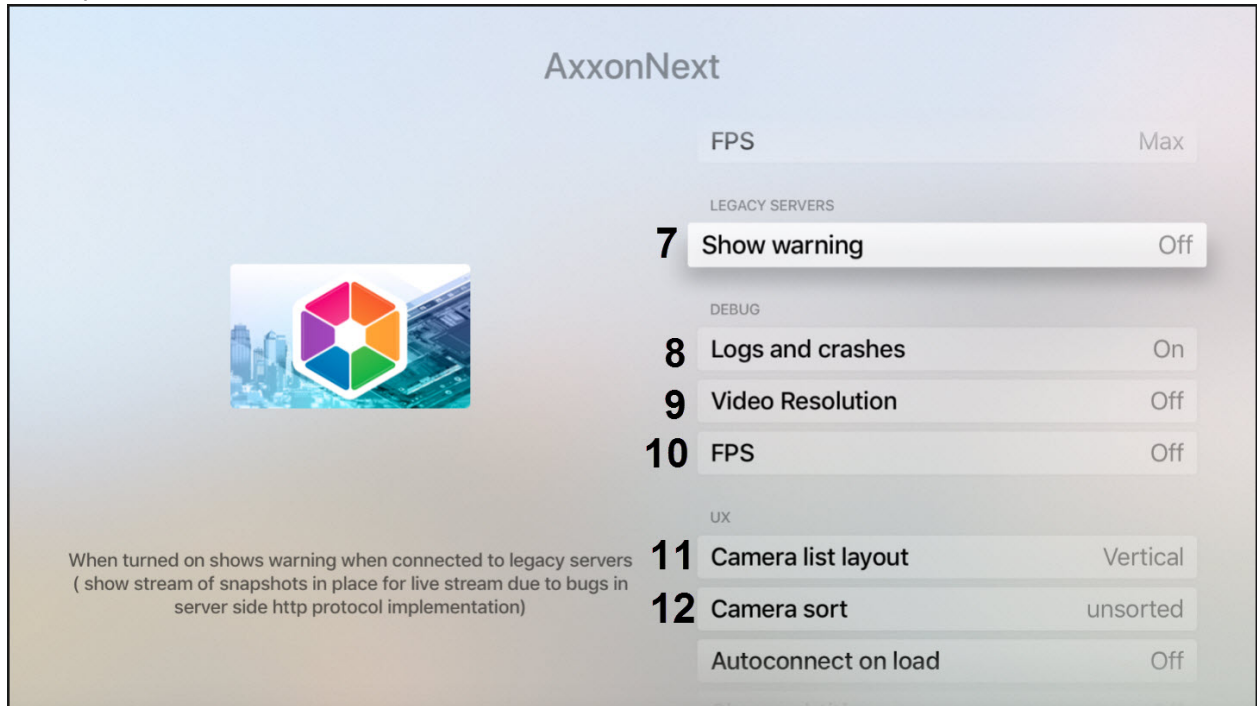 AxxonNext
FPS Max
LEGACY SERVERS
7 Show warning Off
DEBUG
8 Logs and crashes On
9 Video Resolution Off
10 FPS Off
UX
11 Camera list layout Vertical
12 Camera sort unsorted
Autoconnect on load Off
When turned on shows warning when connected to legacy servers
( show stream of snapshots in place for live stream due to bugs in
server side http protocol implementation)